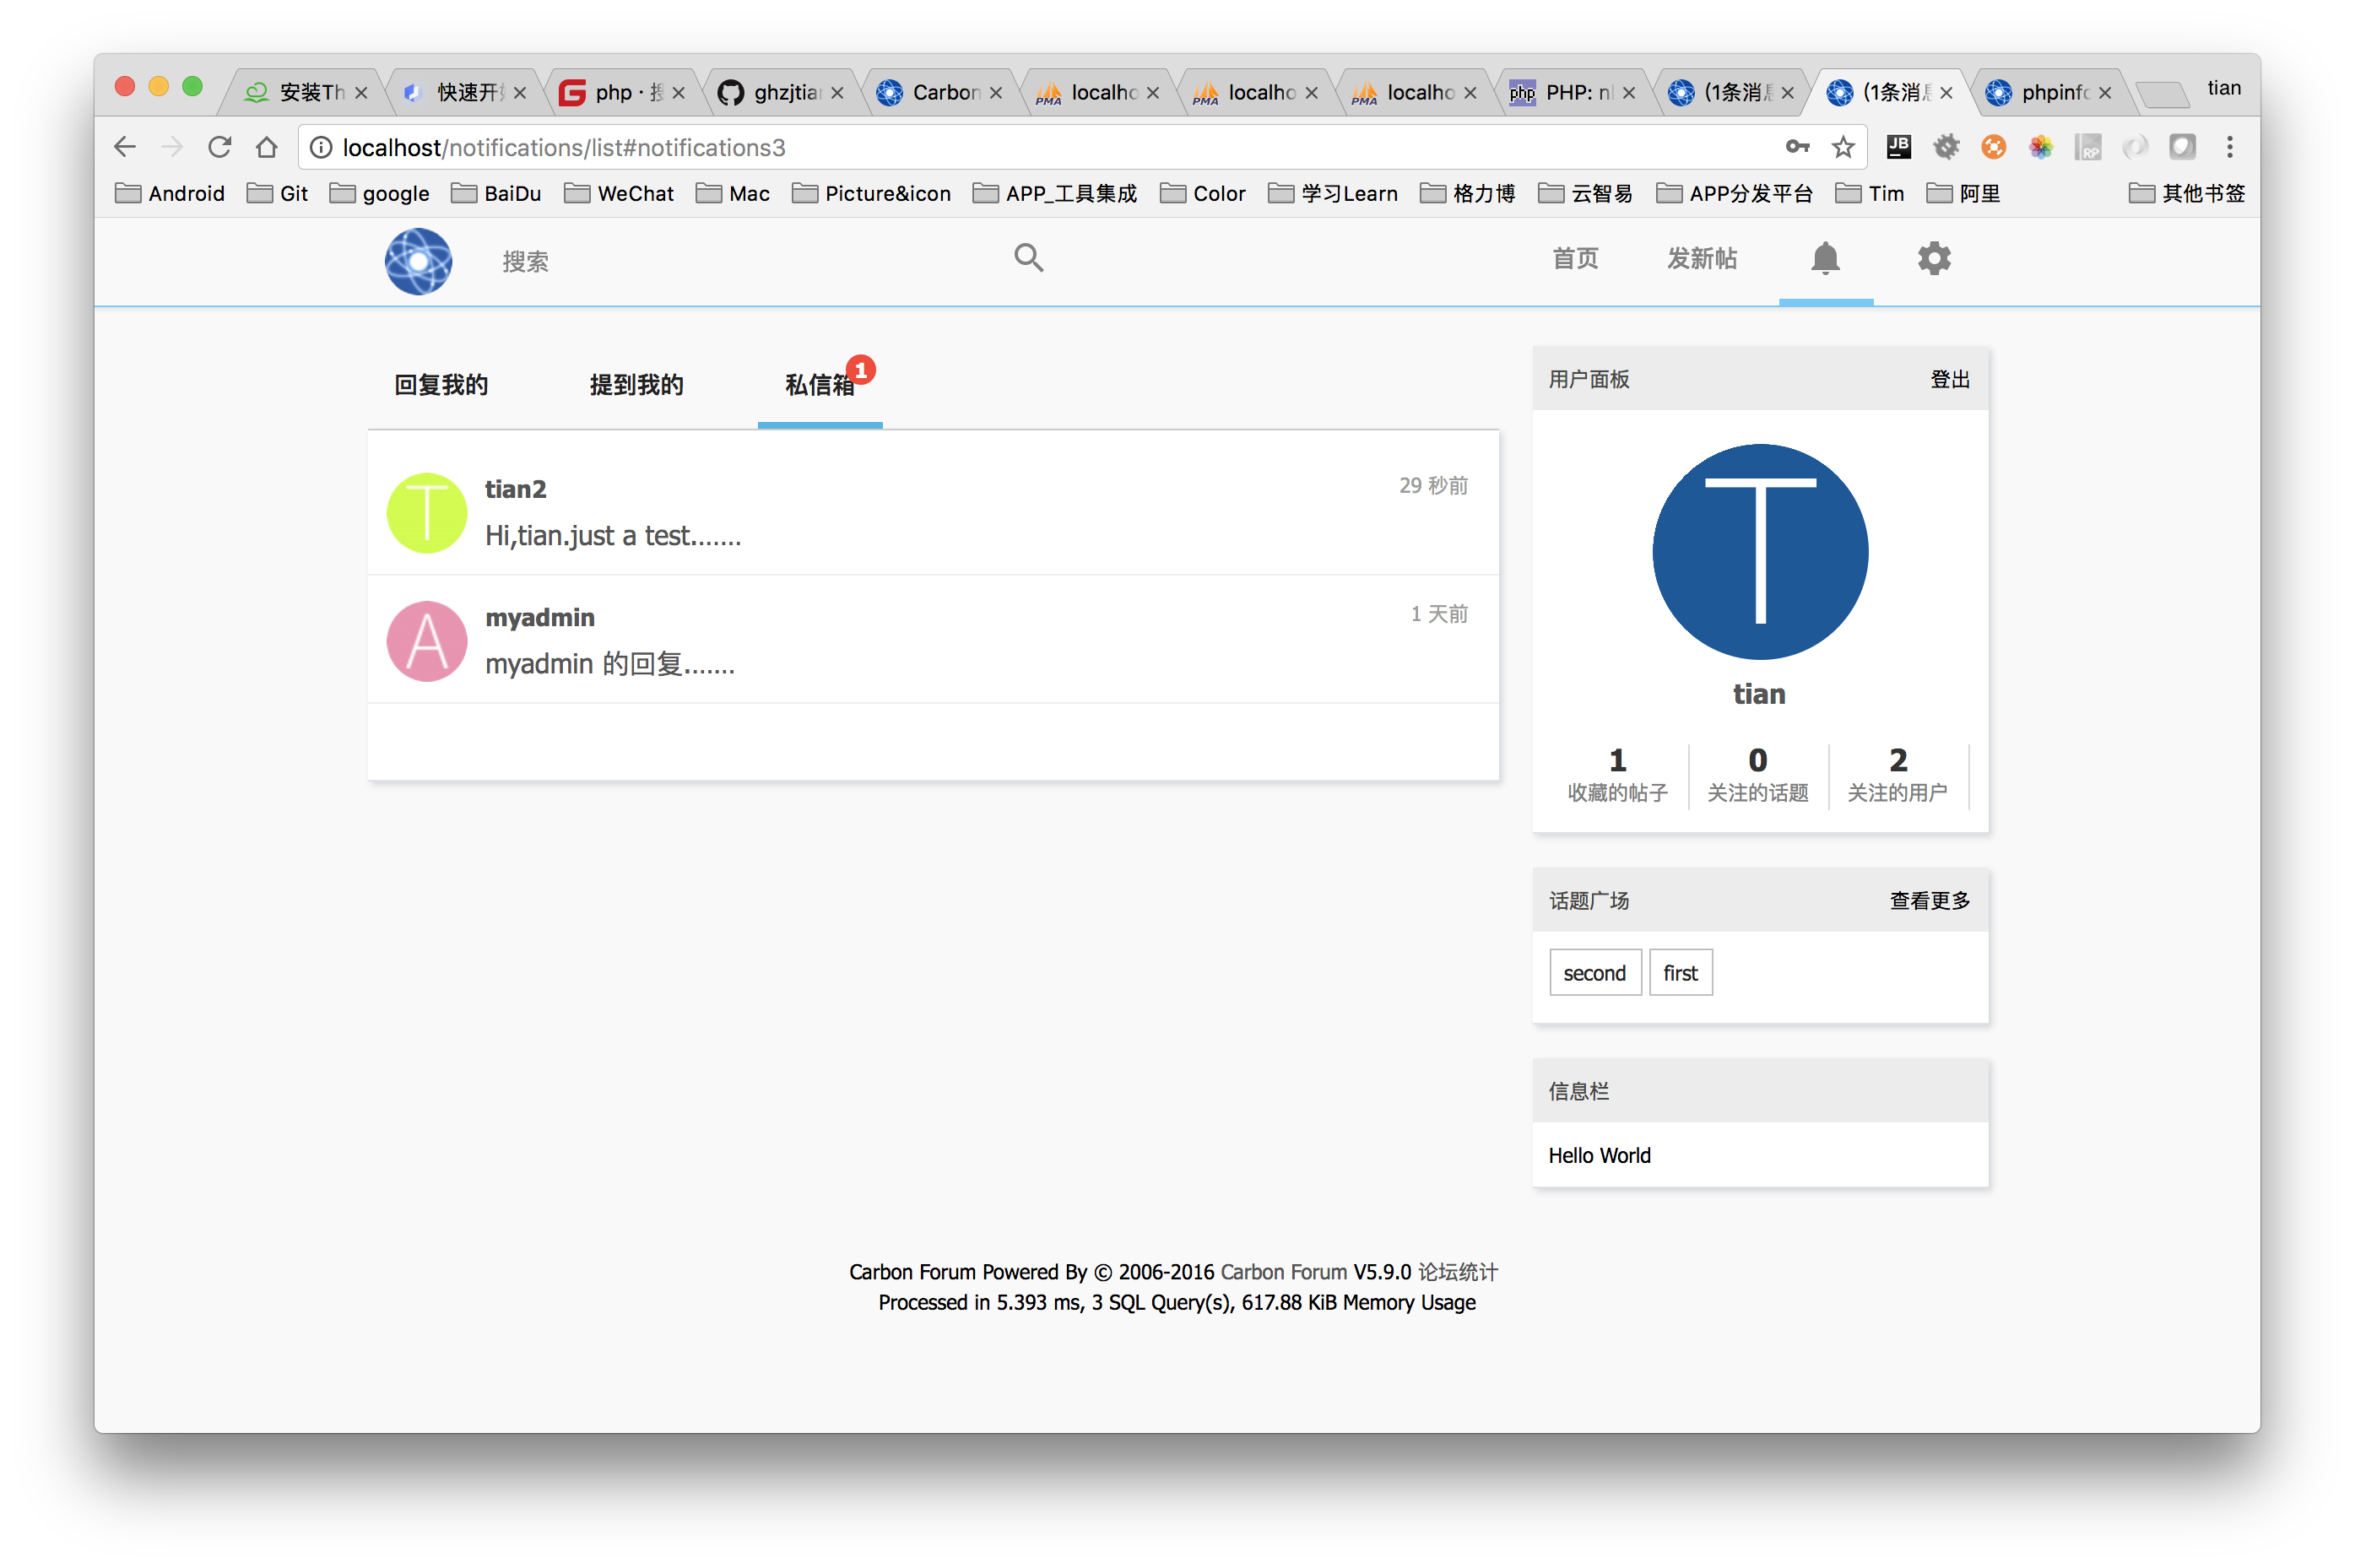 安装Th
快速开
php · 搜
ghzjtian
Carbon
localho
localho
localho
php
PHP: nl
(1条消息
(1条消息
phpinfo
tian
localhost/notifications/list#notifications3
JB
RP
Android
Git
google
BaiDu
WeChat
Mac
Picture&icon
APP_工具集成
Color
学习Learn
格力博
云智易
APP分发平台
Tim
阿里
其他书签
搜索
首页
发新帖
回复我的
提到我的
私信箱
1
T
tian2
29 秒前
Hi,tian.just a test.......
A
myadmin
1 天前
myadmin 的回复.......
用户面板
登出
T
tian
1
收藏的帖子
0
关注的话题
2
关注的用户
话题广场
查看更多
second
first
信息栏
Hello World
Carbon Forum Powered By © 2006-2016 Carbon Forum V5.9.0 论坛统计
Processed in 5.393 ms, 3 SQL Query(s), 617.88 KiB Memory Usage